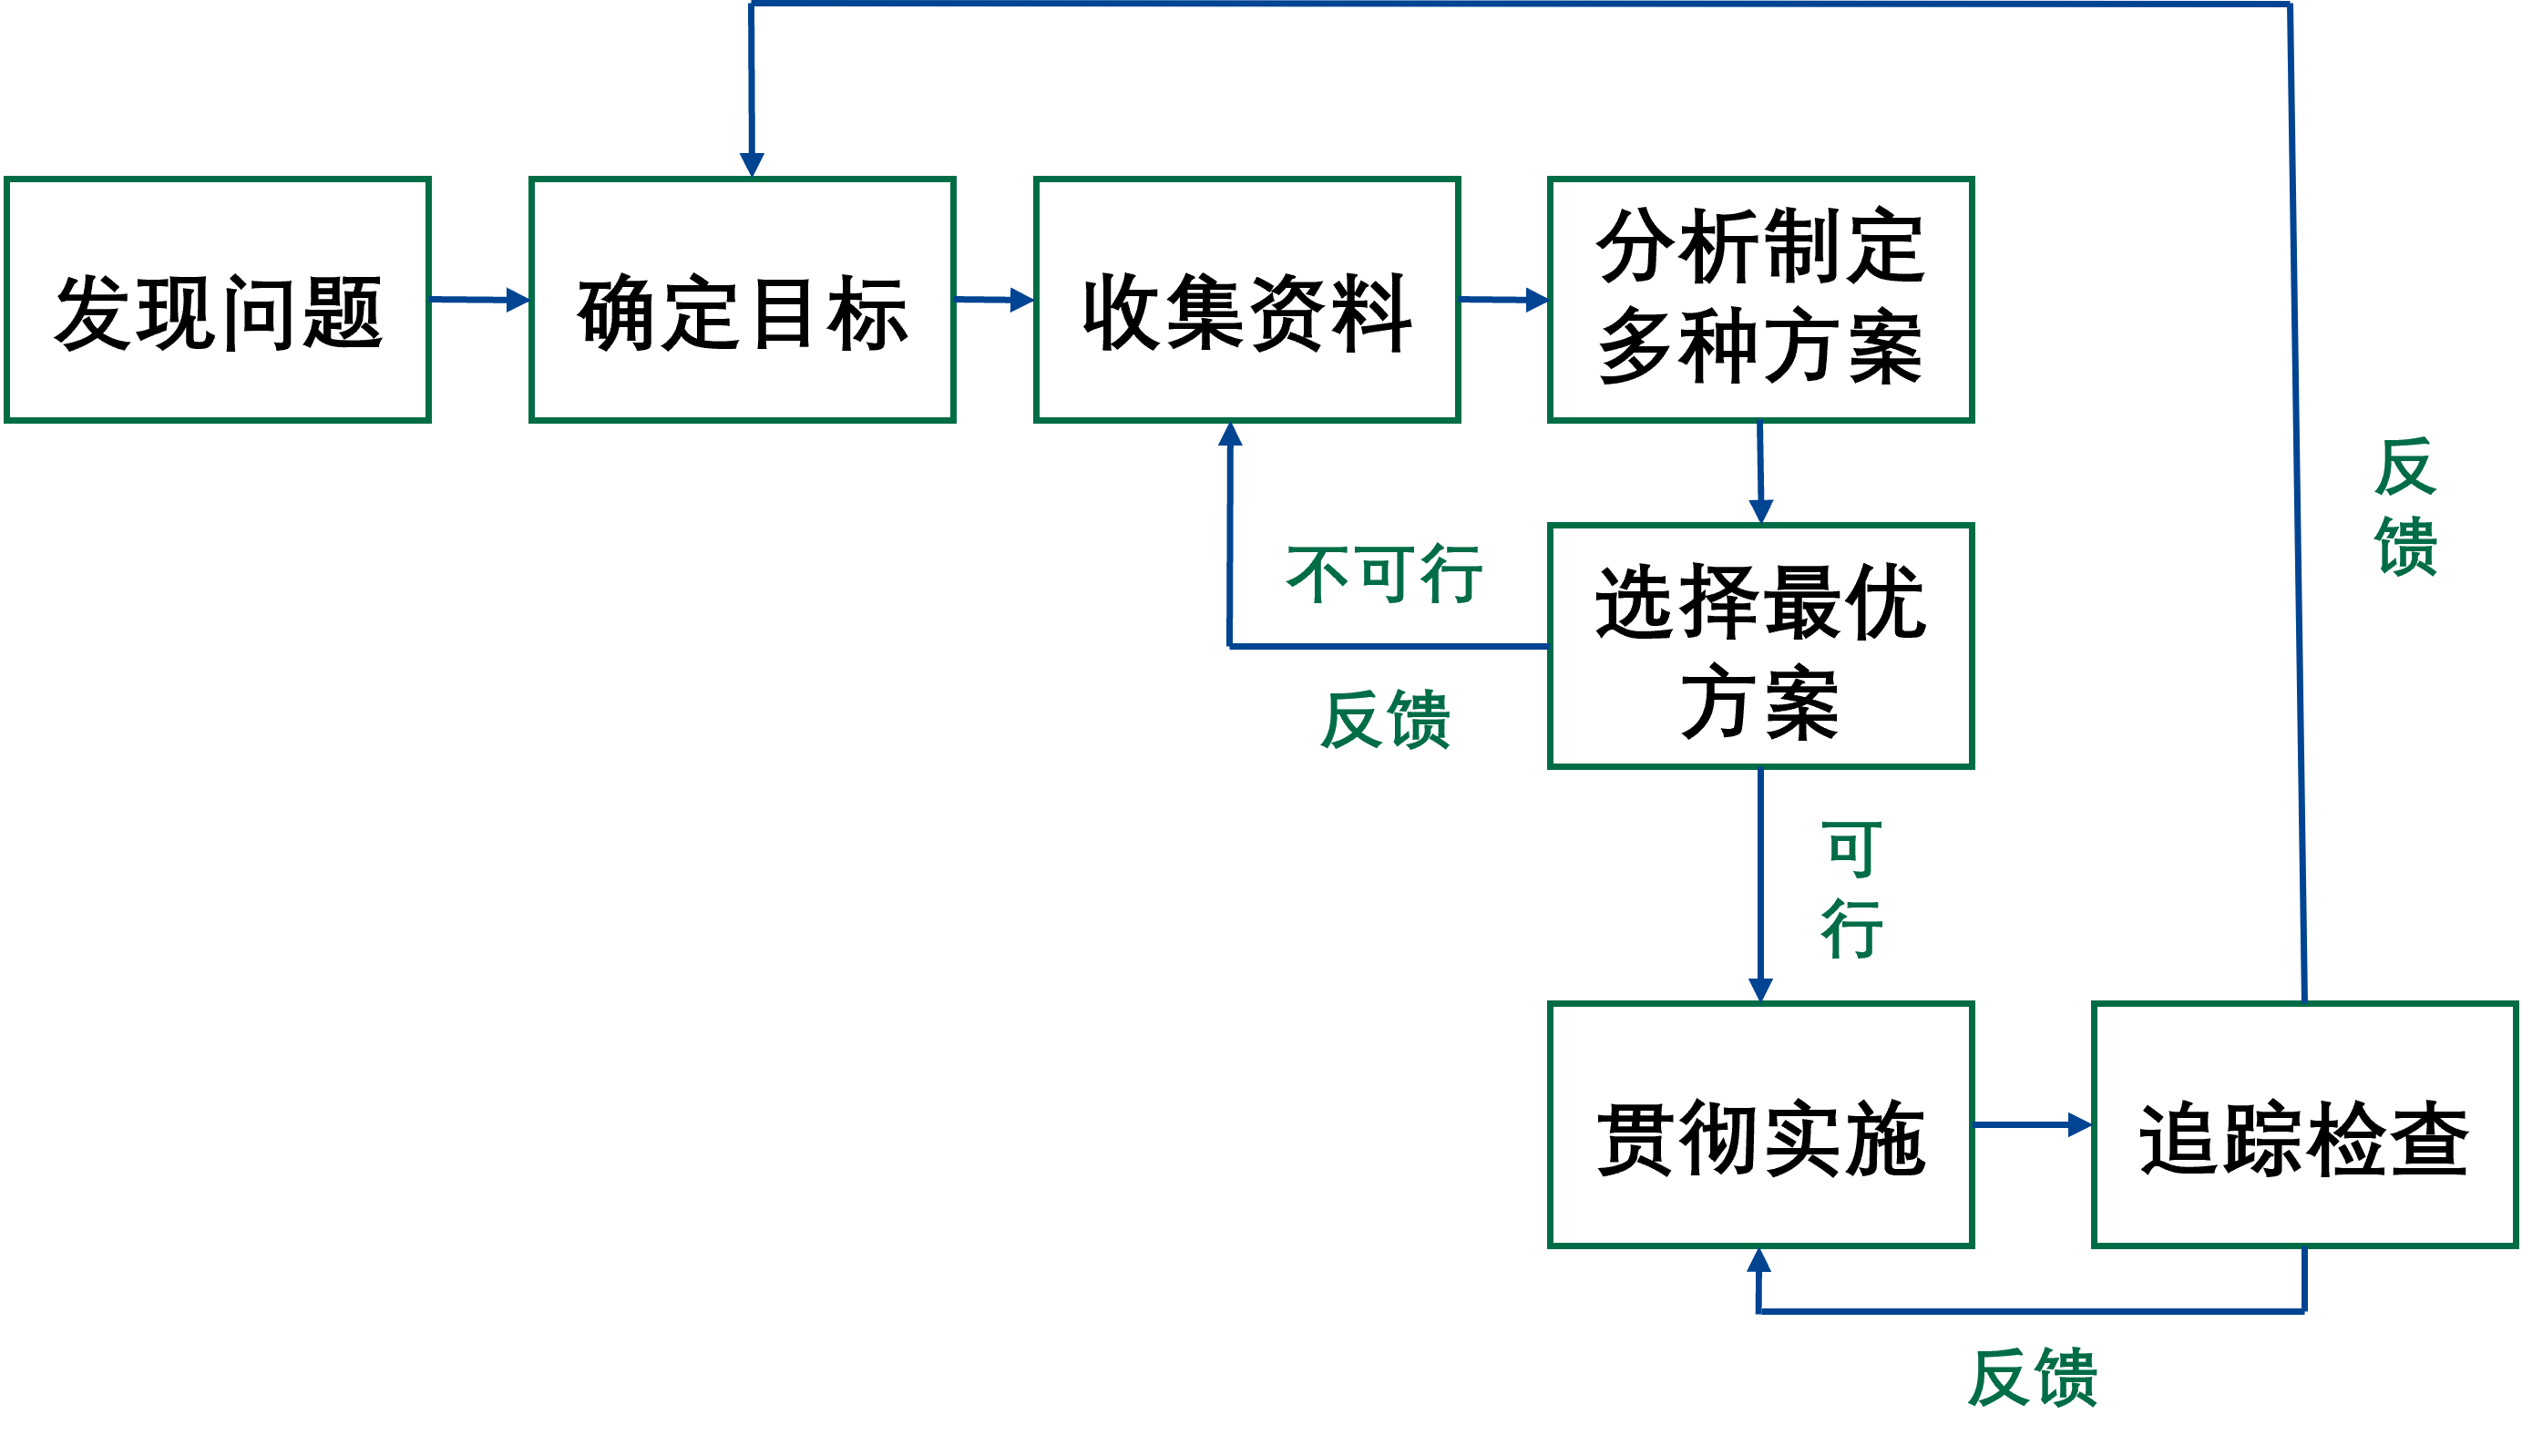 发现问题
确定目标
收集资料
分析制定
多种方案
反
馈
不可行
选择最优
方案
反馈
可
行
贯彻实施
追踪检查
反馈